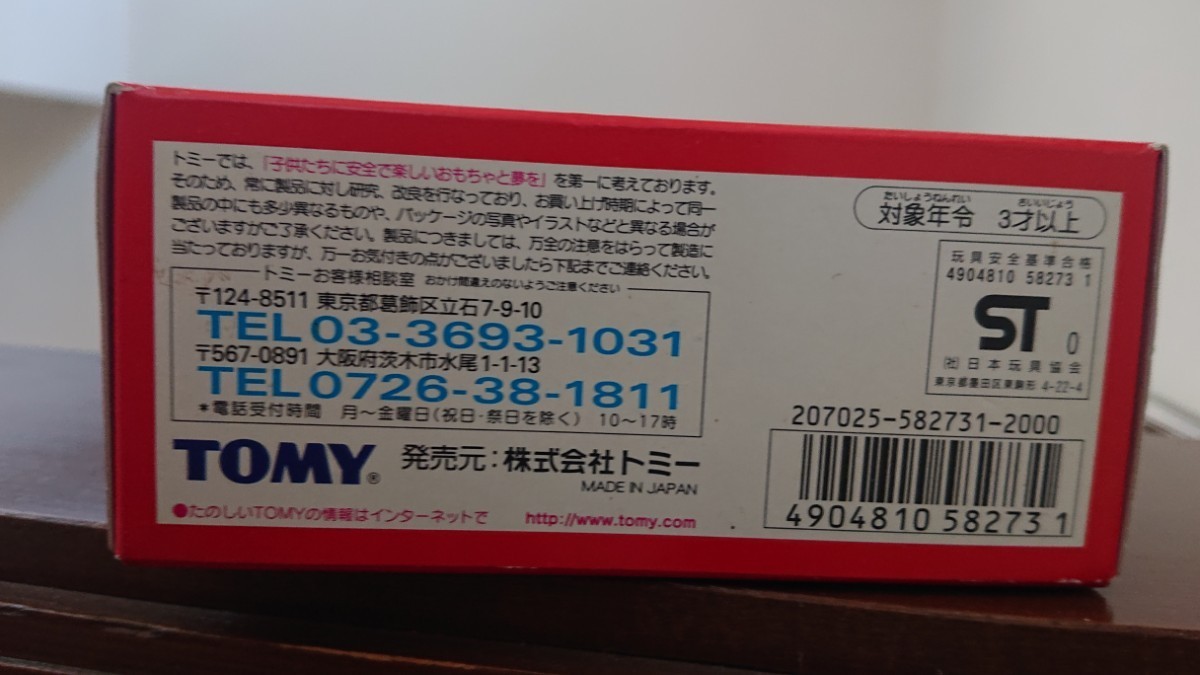 トミーでは、「子供たちに安全で楽しいおもちゃと夢を」を第一に考えております。
そのため、常に製品に対し研究、改良を行なっており、お買い上げ時期によって同一
製品の中にも多少異なるものや、パッケージの写真やイラストなどと異なる場合が
ございますがご了承ください。製品につきましては、万全の注意をはらって製造に
当たっておりますが、万一お気付きの点がございましたら下記までご連絡ください。
トミーお客様相談室 おかけ間違えのないようご注意ください
〒124-8511 東京都葛飾区立石7-9-10
TEL03-3693-1031
〒567-0891 大阪府茨木市水尾1-1-13
TEL0726-38-1811
*電話受付時間 月〜金曜日(祝日・祭日を除く) 10〜17時
TOMY® 発売元:株式会社トミー
MADE IN JAPAN
●たのしいTOMYの情報はインターネットで http://www.tomy.com
たいしょうねんれい さいいじょう
対象年令 3才以上
玩具安全基準合格
4904810 58273 1
ST 0
(社)日本玩具協会
東京都墨田区東駒形 4-22-4
207025-582731-2000
4904810 582731